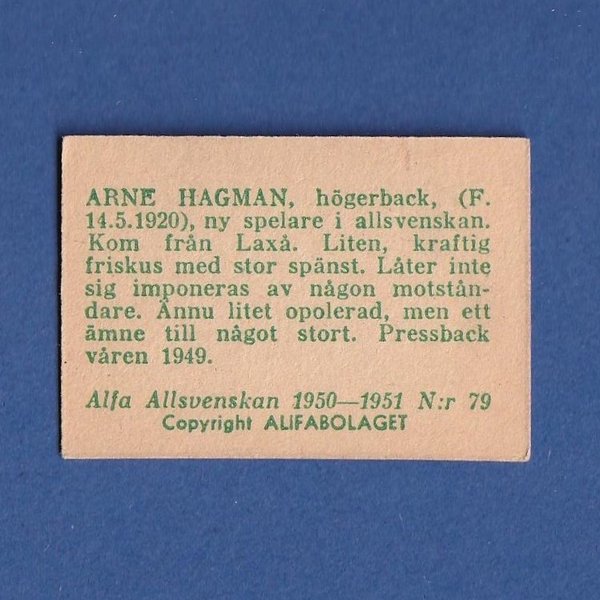 ARNE HAGMAN, högerback, (F.
14.5.1920), ny spelare i allsvenskan.
Kom från Laxå. Liten, kraftig
friskus med stor spänst. Låter inte
sig imponeras av någon motstån-
dare. Ännu litet opolerad, men ett
ämne till något stort. Pressback
våren 1949.
Alfa Allsvenskan 1950—1951 N:r 79
Copyright ALIFABOLAGET